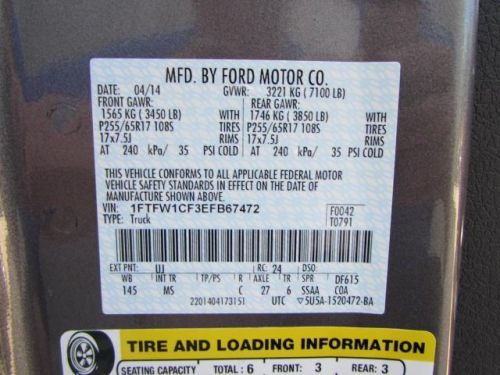 MFD. BY FORD MOTOR CO.
DATE: 04/14 GVWR: 3221 KG ( 7100 LB)
FRONT GAWR: REAR GAWR:
1565 KG ( 3450 LB) WITH 1746 KG ( 3850 LB) WITH
P255/65R17 108S TIRES P255/65R17 108S TIRES
17x7.5J RIMS 17x7.5J RIMS
AT 240 kPa/ 35 PSI COLD AT 240 kPa/ 35 PSI COLD
THIS VEHICLE CONFORMS TO ALL APPLICABLE FEDERAL MOTOR
VEHICLE SAFETY STANDARDS IN EFFECT ON THE DATE OF
MANUFACTURE SHOWN ABOVE.
VIN: 1FTFW1CF3EFB67472 F0042
TYPE: Truck T0791
EXT PNT: UJ RC: 24 DSO:
WB INT TR TP/PS R AXLE TR SPR DF615
145 MS C 27 6 SSAA COA
2201404173151 UTC ▽5U5A-1520472-BA
TIRE AND LOADING INFORMATION
SEATING CAPACITY TOTAL : 6 FRONT : 3 REAR : 3